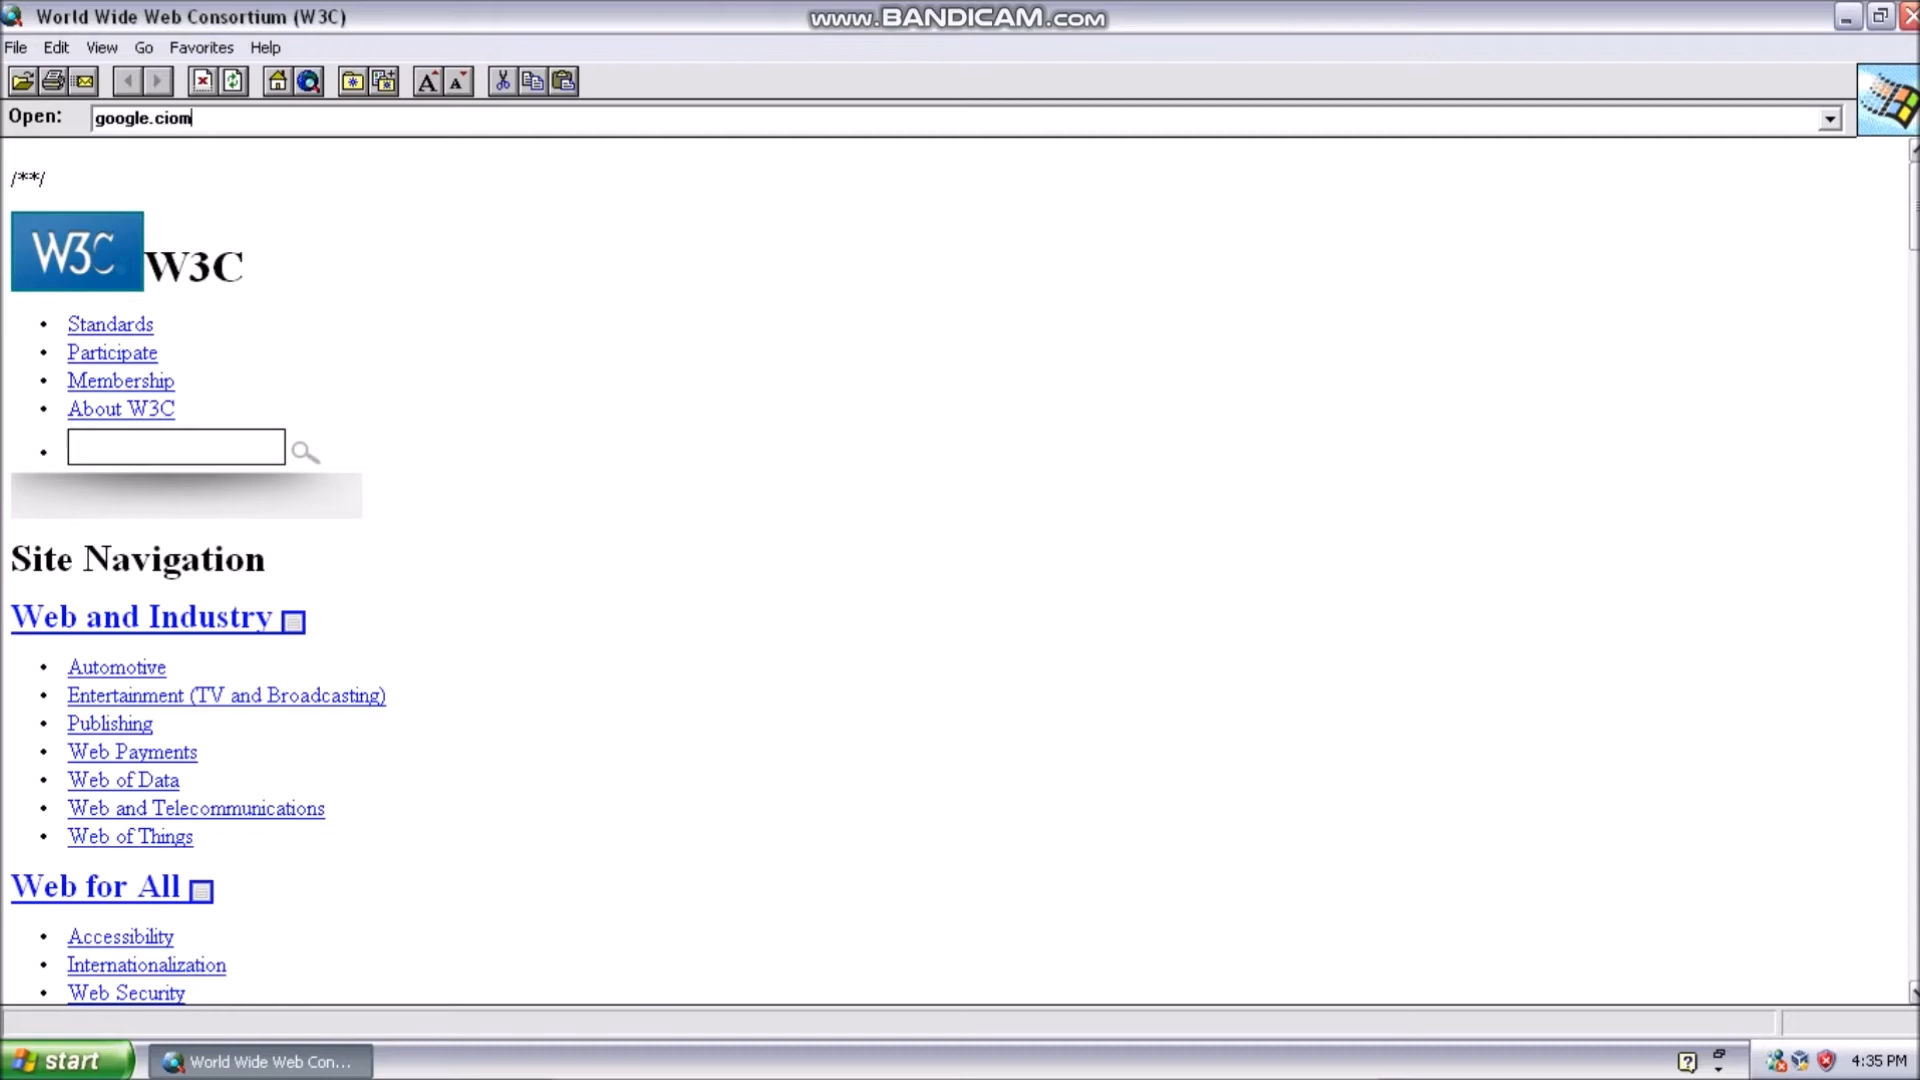 World Wide Web Consortium (W3C)
www.BANDICAM.com
File Edit View Go Favorites Help
A A
Open: google.ciom
/**/
W3C W3C
Standards
Participate
Membership
About W3C
Site Navigation
Web and Industry
Automotive
Entertainment (TV and Broadcasting)
Publishing
Web Payments
Web of Data
Web and Telecommunications
Web of Things
Web for All
Accessibility
Internationalization
Web Security
start World Wide Web Con... 4:35 PM